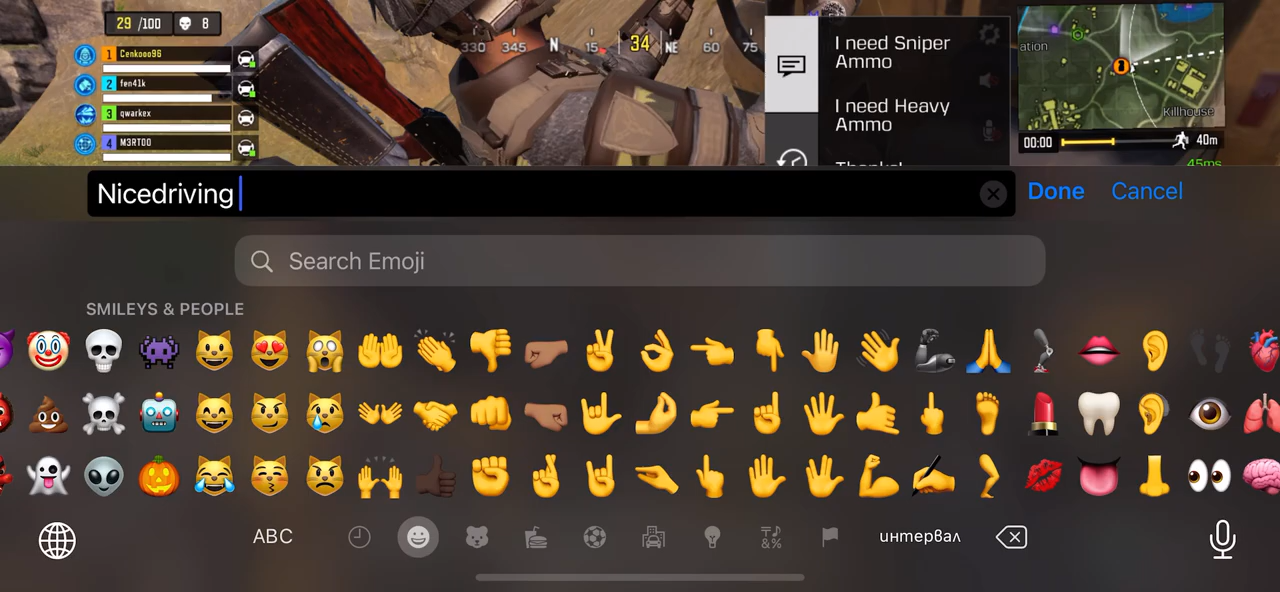 29 /100 8
1 Cenkooo96
2 fen41k
3 qwarkex
4 M3RT00
330 345 N 15 34 NE 60 75
I need Sniper
Ammo
I need Heavy
Ammo
Thanks!
ation
Killhouse
00:00 40m
45ms
Nicedriving
Done Cancel
Search Emoji
SMILEYS & PEOPLE
ABC
интервал